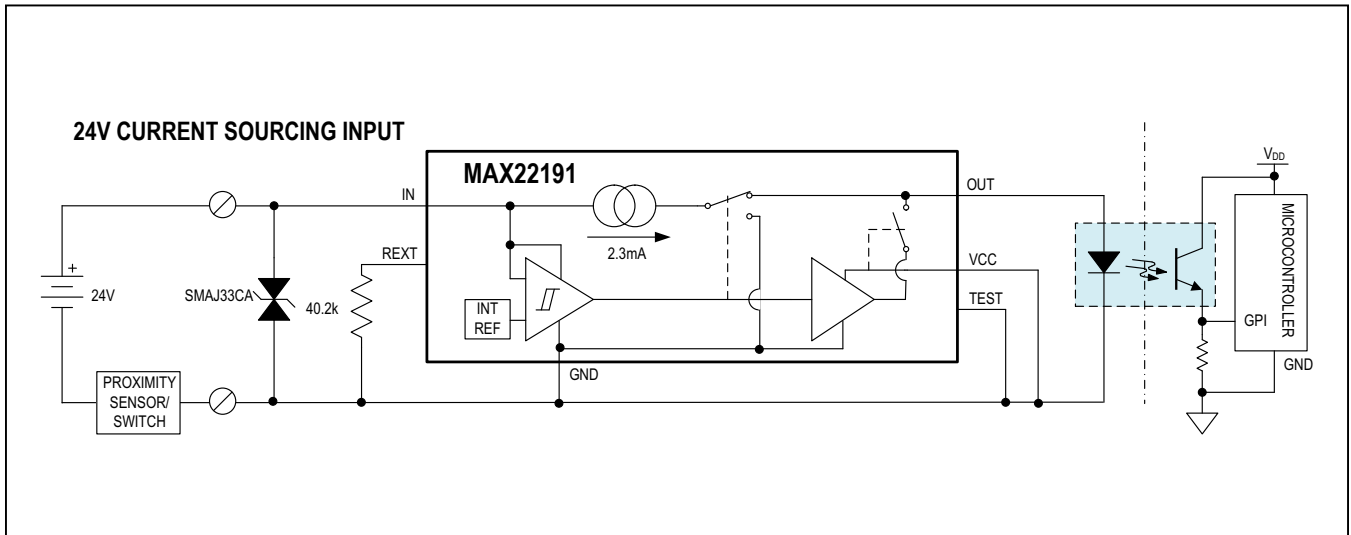 24V CURRENT SOURCING INPUT
MAX22191
IN
OUT
VDD
2.3mA
REXT
VCC
TEST
MICROCONTROLLER
+
24V
SMAJ33CA
40.2k
INT
REF
GPI
GND
GND
PROXIMITY
SENSOR/
SWITCH